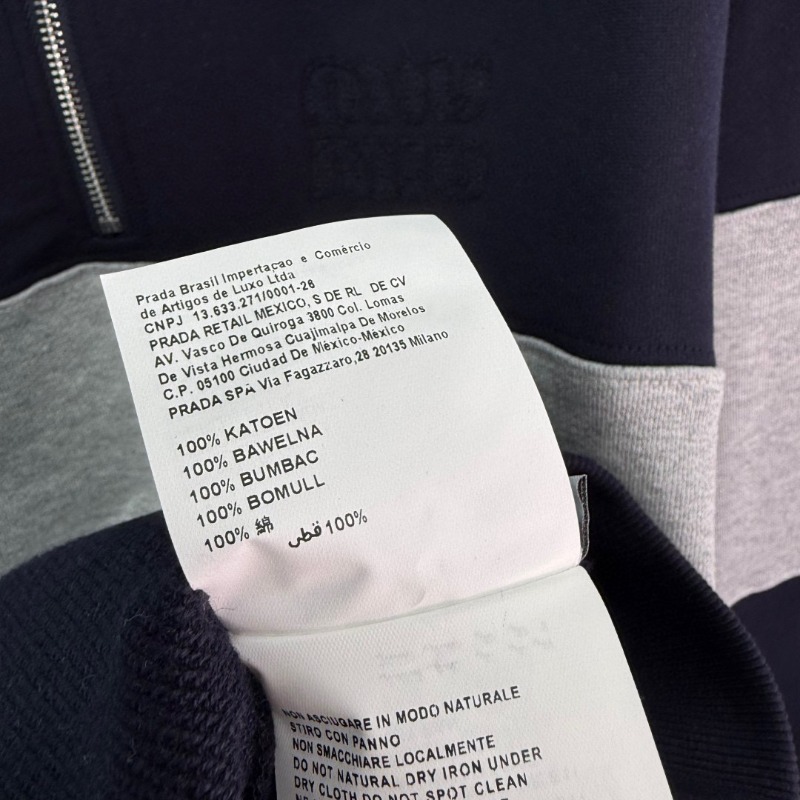 Prada Brasil Importaçao e Comércio
de Artigos de Luxo Ltda
CNPJ 13.633.271/0001-28
PRADA RETAIL MEXICO, S DE RL DE CV
AV. Vasco De Quiroga 3800 Col. Lomas
De Vista Hermosa Cuajimalpa De Morelos
C.P. 05100 Ciudad De México-México
PRADA SPA Via Fagazzaro,28 20135 Milano
100% KATOEN
100% BAWELNA
100% BUMBAC
100% BOMULL
100% 綿 قطن 100%
NON ASCIUGARE IN MODO NATURALE
STIRO CON PANNO
NON SMACCHIARE LOCALMENTE
DO NOT NATURAL DRY IRON UNDER
DRY CLOTH DO NOT SPOT CLEAN